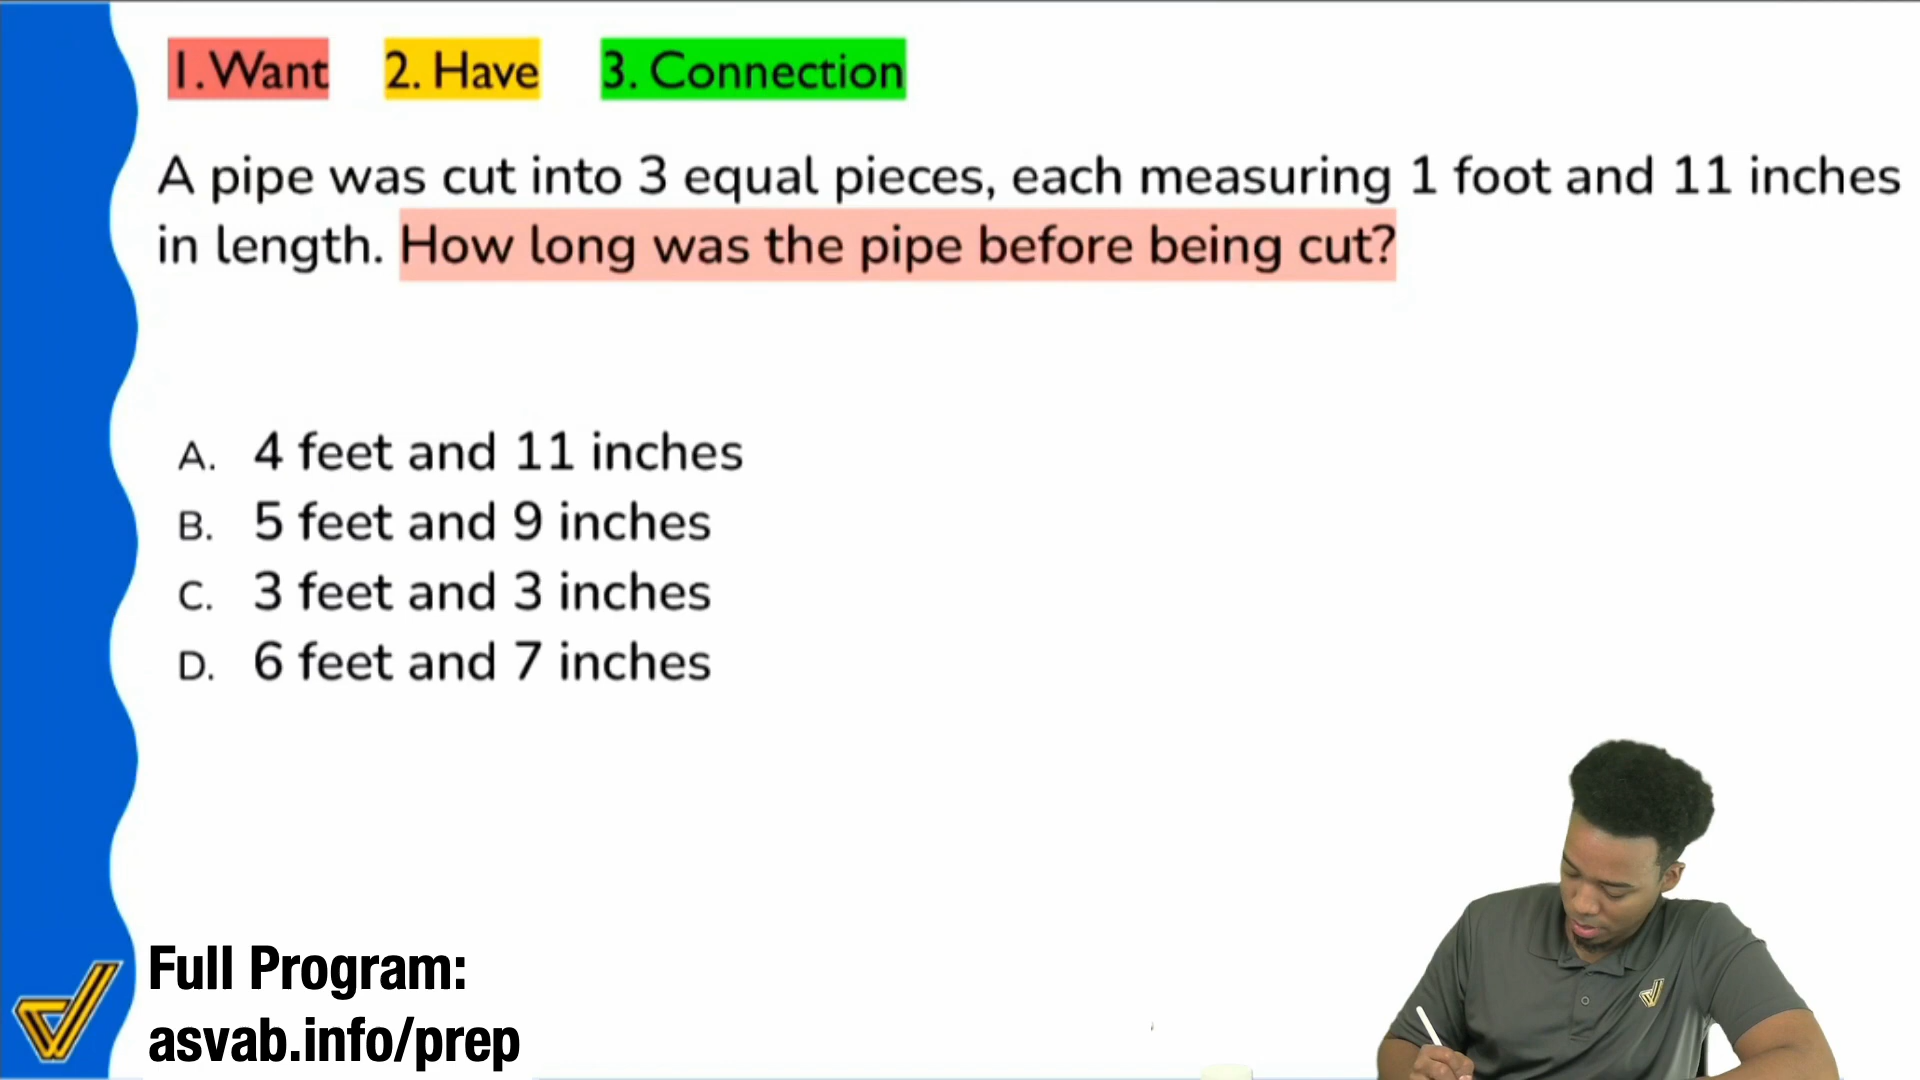 1. Want 2. Have 3. Connection
A pipe was cut into 3 equal pieces, each measuring 1 foot and 11 inches
in length. How long was the pipe before being cut?
A. 4 feet and 11 inches
B. 5 feet and 9 inches
C. 3 feet and 3 inches
D. 6 feet and 7 inches
Full Program:
asvab.info/prep